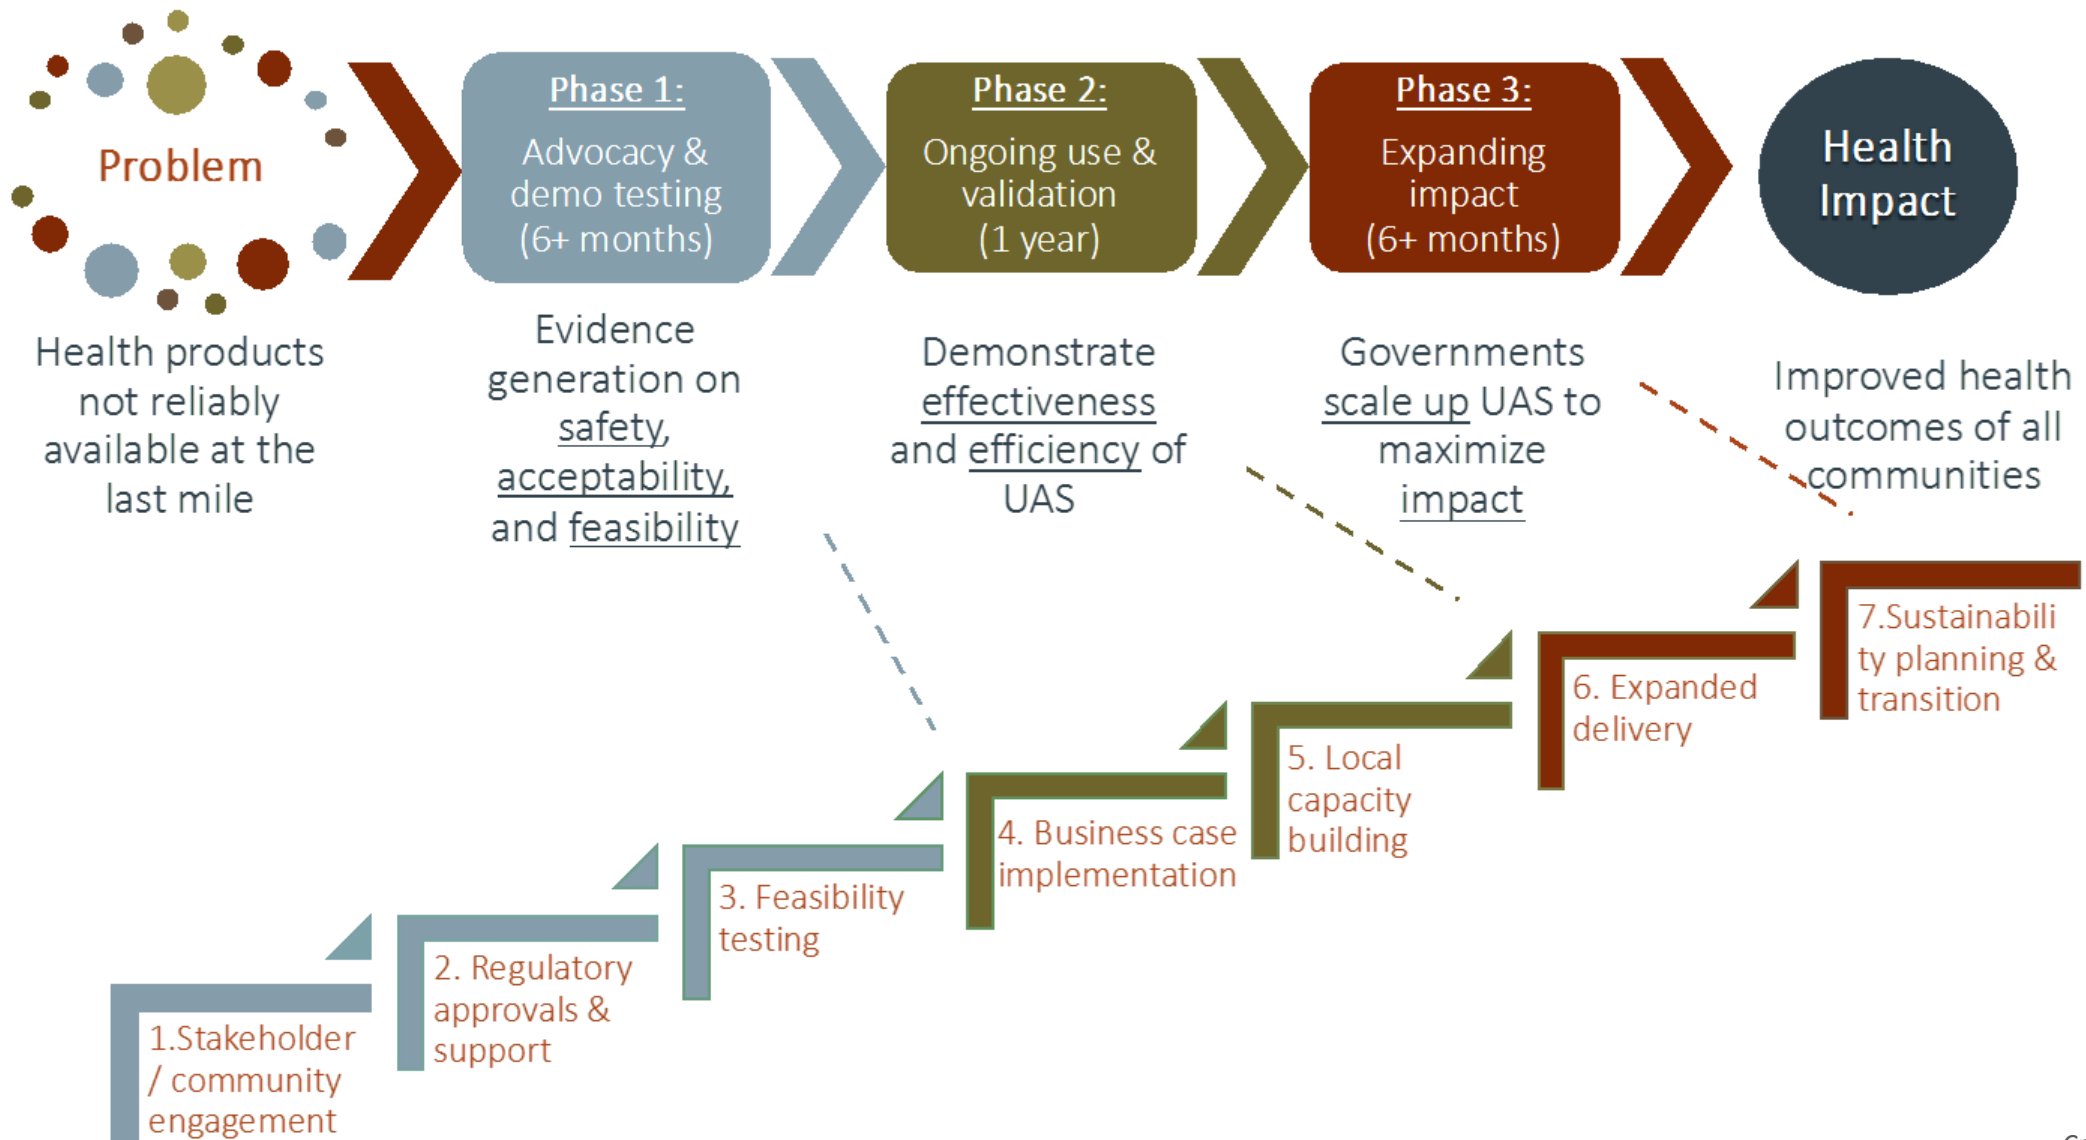 Problem
Health products
not reliably
available at the
last mile
Phase 1:
Advocacy &
demo testing
(6+ months)
Evidence
generation on
safety,
acceptability,
and feasibility
Phase 2:
Ongoing use &
validation
(1 year)
Demonstrate
effectiveness
and efficiency of
UAS
Phase 3:
Expanding
impact
(6+ months)
Governments
scale up UAS to
maximize
impact
Health
Impact
Improved health
outcomes of all
communities
1.Stakeholder
/ community
engagement
2. Regulatory
approvals &
support
3. Feasibility
testing
4. Business case
implementation
5. Local
capacity
building
6. Expanded
delivery
7.Sustainabili
ty planning &
transition